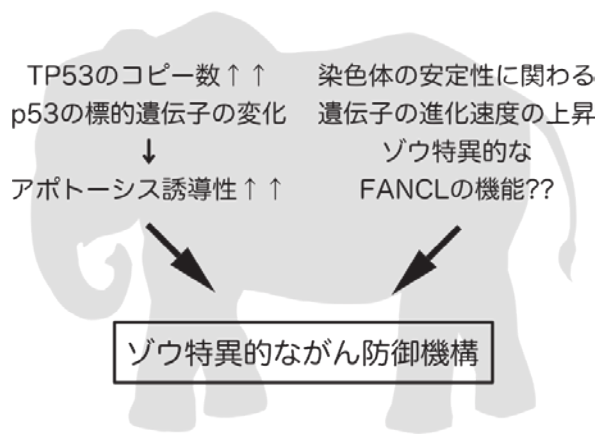 TP53のコピー数↑↑
p53の標的遺伝子の変化
↓
アポトーシス誘導性↑↑
染色体の安定性に関わる
遺伝子の進化速度の上昇
ゾウ特異的な
FANCLの機能??
ゾウ特異的ながん防御機構